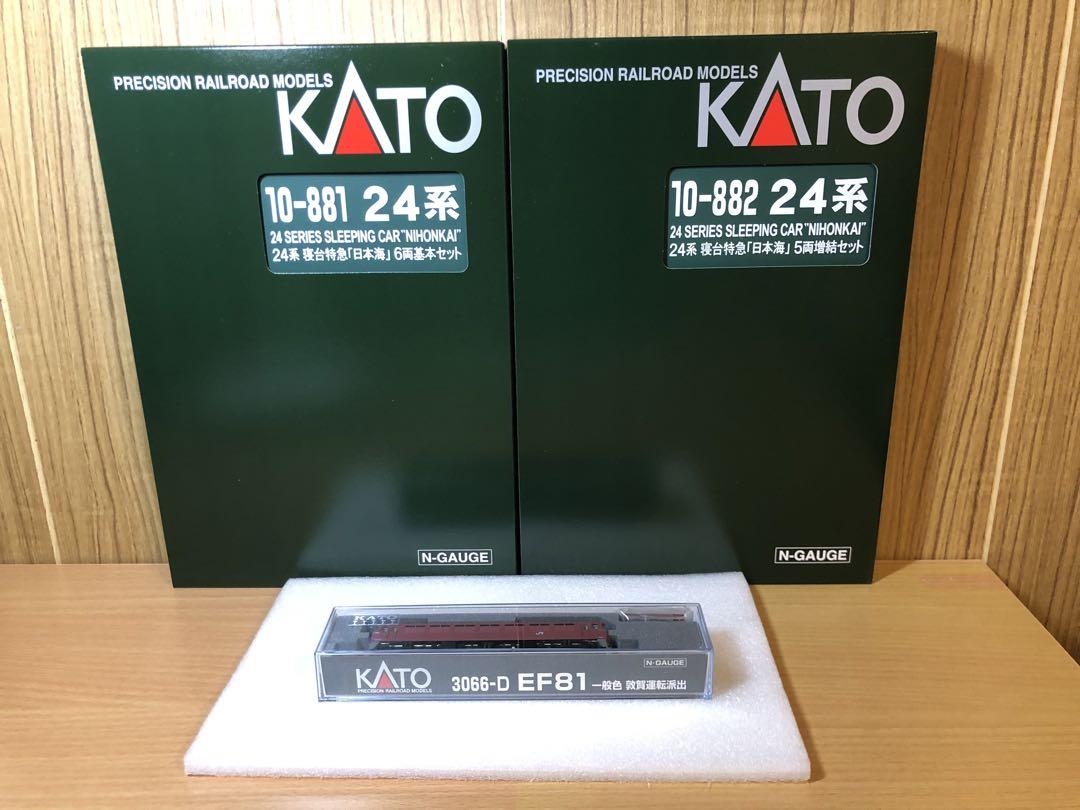 PRECISION RAILROAD MODELS
KATO
10-881 24系
24 SERIES SLEEPING CAR "NIHONKAI"
24系 寝台特急「日本海」6両基本セット
N-GAUGE
PRECISION RAILROAD MODELS
KATO
10-882 24系
24 SERIES SLEEPING CAR "NIHONKAI"
24系 寝台特急「日本海」5両増結セット
N-GAUGE
KATO
JR
N-GAUGE
KATO
PRECISION RAILROAD MODELS
3066-D EF81 一般色 敦賀運転派出